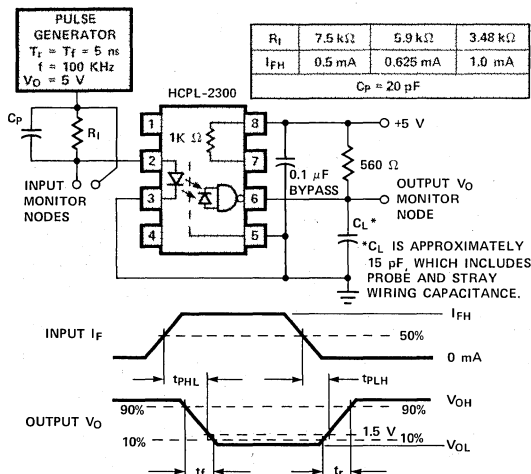 PULSE
GENERATOR
Tr = Tf = 5 ns
f = 100 KHz
VO = 5 V
RI 7.5 kΩ 5.9 kΩ 3.48 kΩ
IFH 0.5 mA 0.625 mA 1.0 mA
CP = 20 pF
HCPL-2300
CP
RI
1
2
3
4
1K Ω
8
7
6
5
+5 V
560 Ω
0.1 μF
BYPASS
INPUT
MONITOR
NODES
OUTPUT VO
MONITOR
NODE
CL*
*CL IS APPROXIMATELY
15 pF, WHICH INCLUDES
PROBE AND STRAY
WIRING CAPACITANCE.
INPUT IF
IFH
50%
0 mA
tPHL
tPLH
OUTPUT VO
90%
10%
VOH
90%
1.5 V
10%
VOL
tf
tr